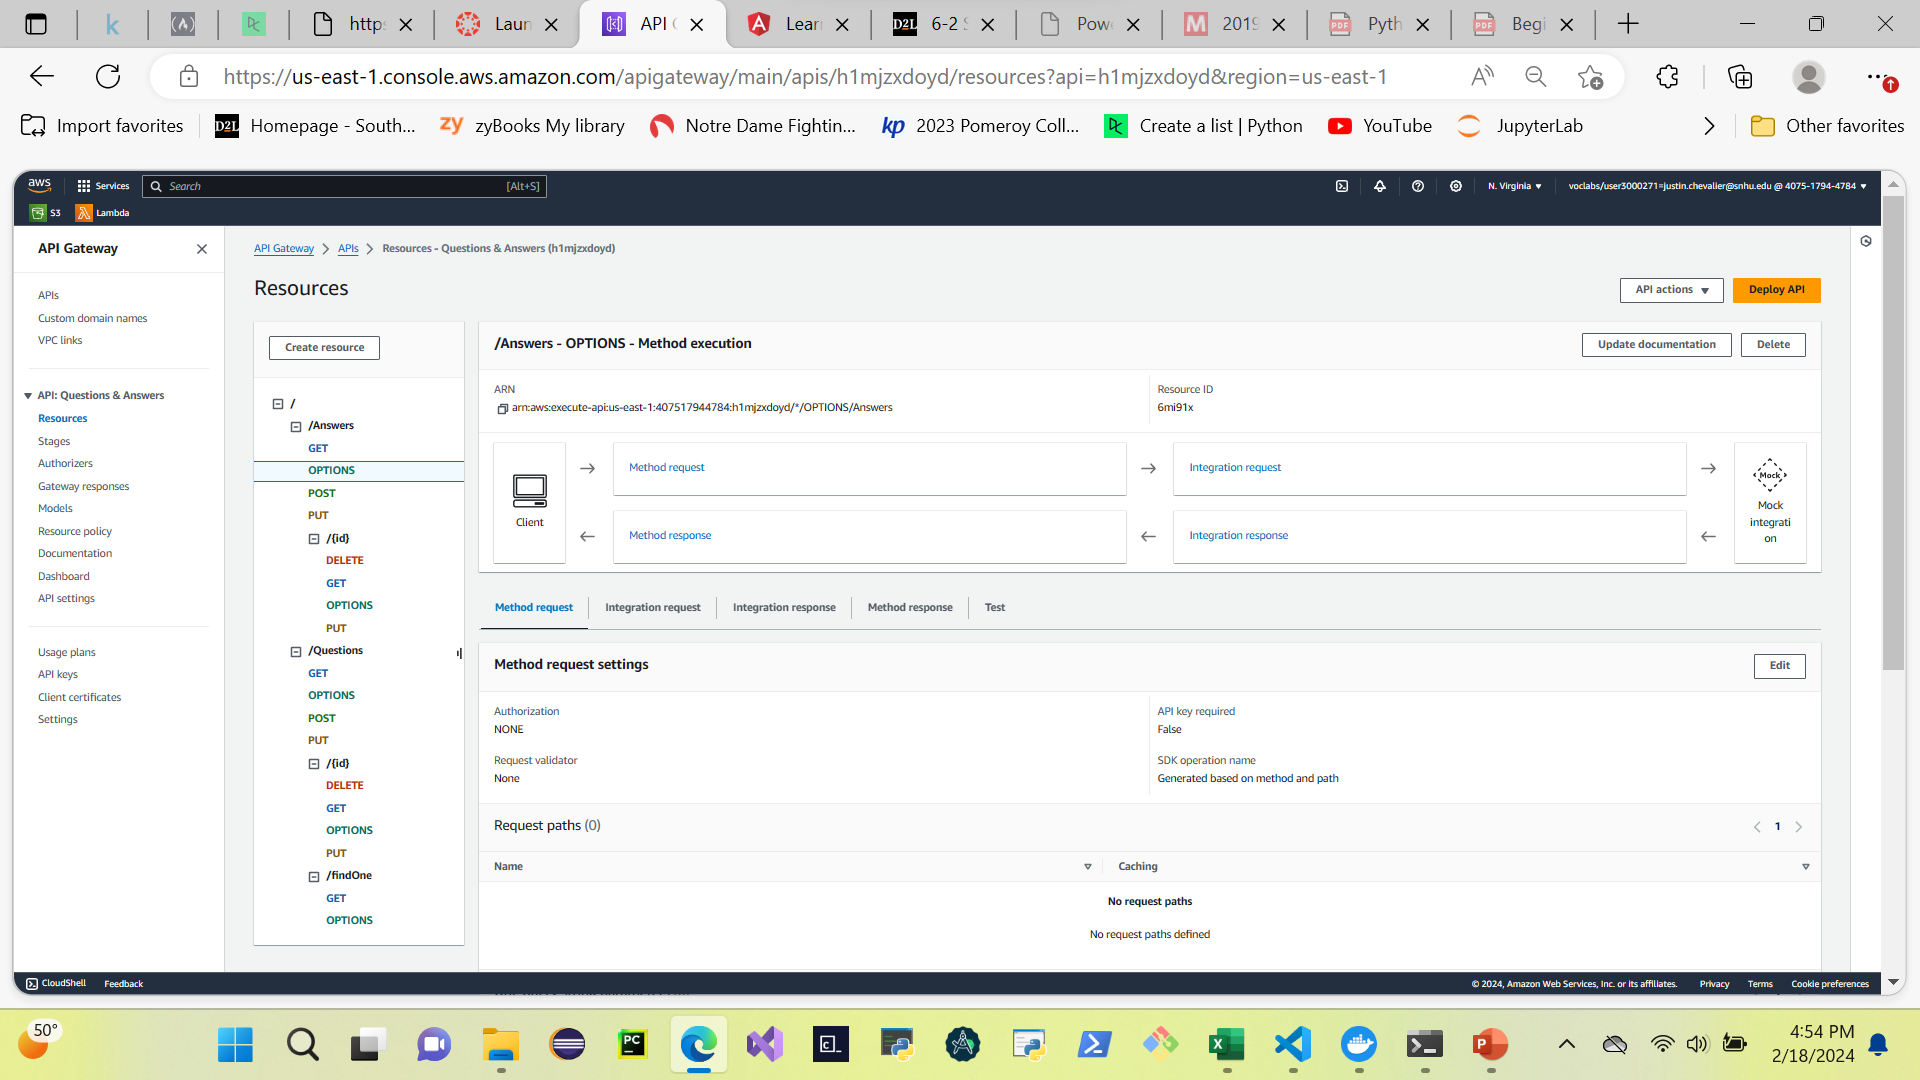 https
Laun
API
Lear
6-2
Powe
2019
Pyth
Begi
https://us-east-1.console.aws.amazon.com/apigateway/main/apis/h1mjzxdoyd/resources?api=h1mjzxdoyd&region=us-east-1
Import favorites
D2L Homepage - South...
zyBooks My library
Notre Dame Fightin...
kp 2023 Pomeroy Coll...
Create a list | Python
YouTube
JupyterLab
Other favorites
aws Services Search [Alt+S] N. Virginia voclabs/user3000271=justin.chevalier@snhu.edu @ 4075-1794-4784
S3 Lambda
API Gateway
APIs
Custom domain names
VPC links
API: Questions & Answers
Resources
Stages
Authorizers
Gateway responses
Models
Resource policy
Documentation
Dashboard
API settings
Usage plans
API keys
Client certificates
Settings
API Gateway > APIs > Resources - Questions & Answers (h1mjzxdoyd)
Resources
API actions
Deploy API
Create resource
/
/Answers
GET
OPTIONS
POST
PUT
/{id}
DELETE
GET
OPTIONS
PUT
/Questions
GET
OPTIONS
POST
PUT
/{id}
DELETE
GET
OPTIONS
PUT
/findOne
GET
OPTIONS
/Answers - OPTIONS - Method execution
Update documentation
Delete
ARN
arn:aws:execute-api:us-east-1:407517944784:h1mjzxdoyd/*/OPTIONS/Answers
Resource ID
6mi91x
Client
Method request
Integration request
Method response
Integration response
Mock
Mock
integrati
on
Method request Integration request Integration response Method response Test
Method request settings
Edit
Authorization
NONE
API key required
False
Request validator
None
SDK operation name
Generated based on method and path
Request paths (0)
1
Name
Caching
No request paths
No request paths defined
CloudShell Feedback © 2024, Amazon Web Services, Inc. or its affiliates. Privacy Terms Cookie preferences
50°
4:54 PM
2/18/2024